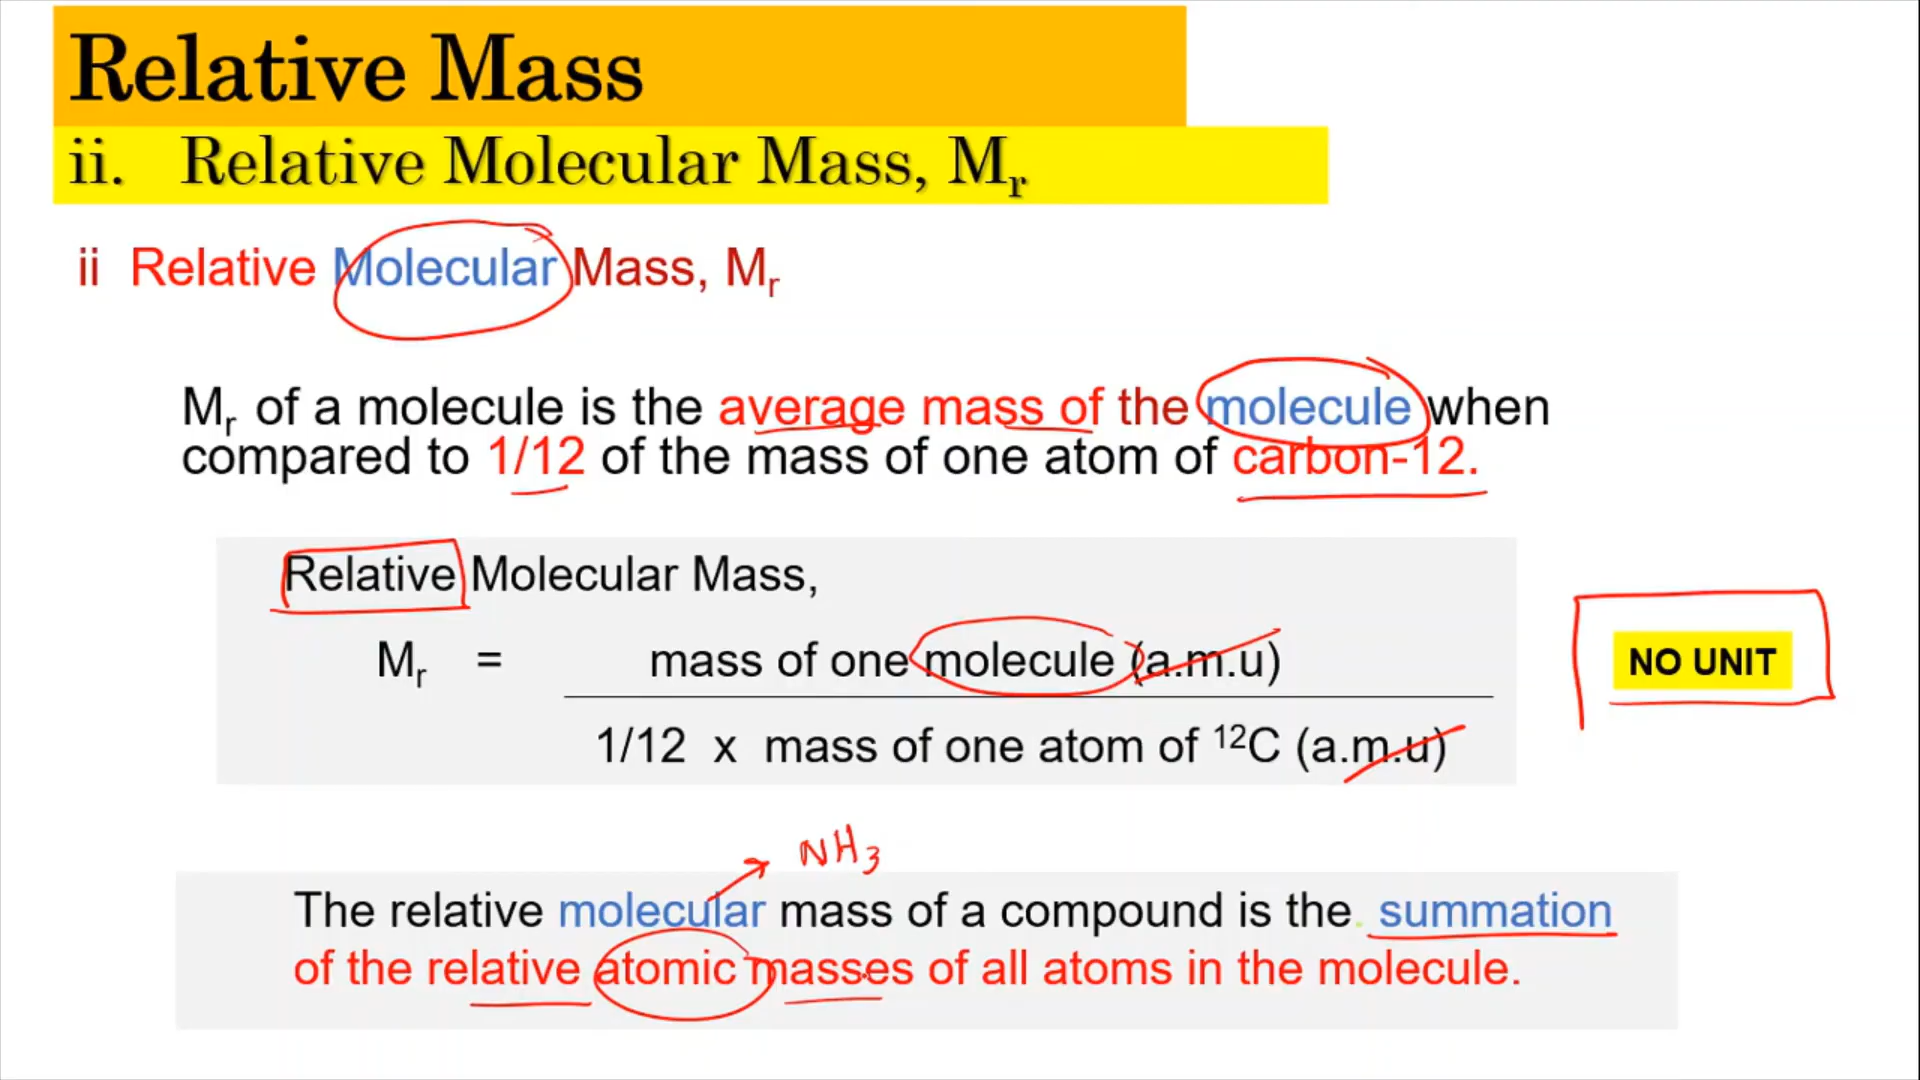 Relative Mass
ii. Relative Molecular Mass, Mr
ii Relative Molecular Mass, Mr
Mr of a molecule is the average mass of the molecule when
compared to 1/12 of the mass of one atom of carbon-12.
Relative Molecular Mass,
Mr = mass of one molecule (a.m.u)
1/12 x mass of one atom of ¹²C (a.m.u)
NO UNIT
NH3
The relative molecular mass of a compound is the. summation
of the relative atomic masses of all atoms in the molecule.